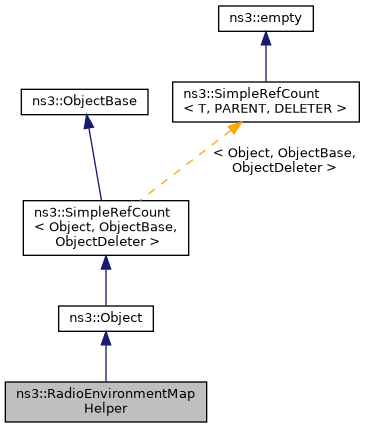 ns3::empty
ns3::ObjectBase
ns3::SimpleRefCount
< T, PARENT, DELETER >
< Object, ObjectBase,
ObjectDeleter >
ns3::SimpleRefCount
< Object, ObjectBase,
ObjectDeleter >
ns3::Object
ns3::RadioEnvironmentMap
Helper